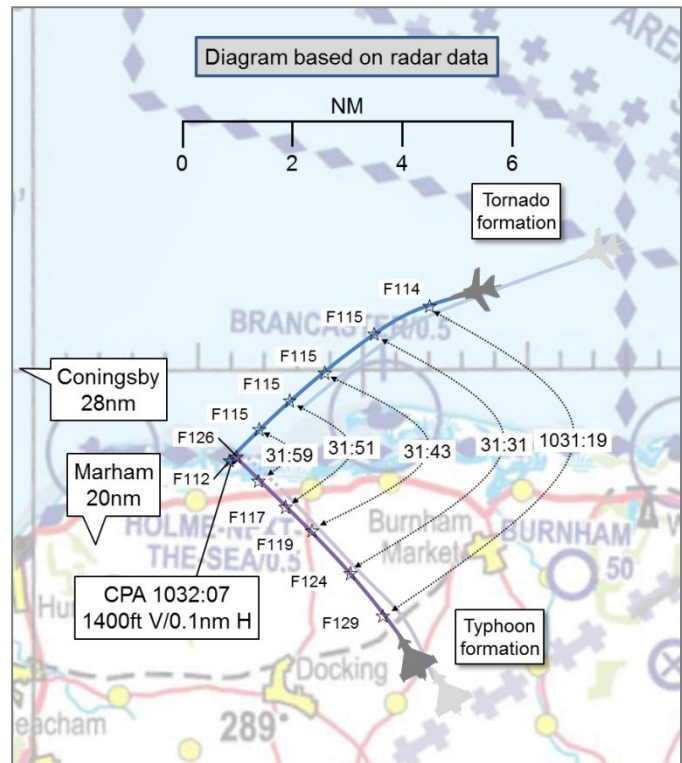 Diagram based on radar data
AREA
NM
0 2 4 6
Tornado
formation
F114
F115
BRANCASTER/0.5
F115
Coningsby
28nm
F115
F115
F126
31:59
31:51
31:43
31:31
1031:19
Marham
20nm
F112
F117
HOLME-NEXT-
THE-SEA/0.5
F119
Burnham
Market
BURNHAM
50
F124
CPA 1032:07
1400ft V/0.1nm H
Hu
F129
Typhoon
formation
Docking
eacham
289°